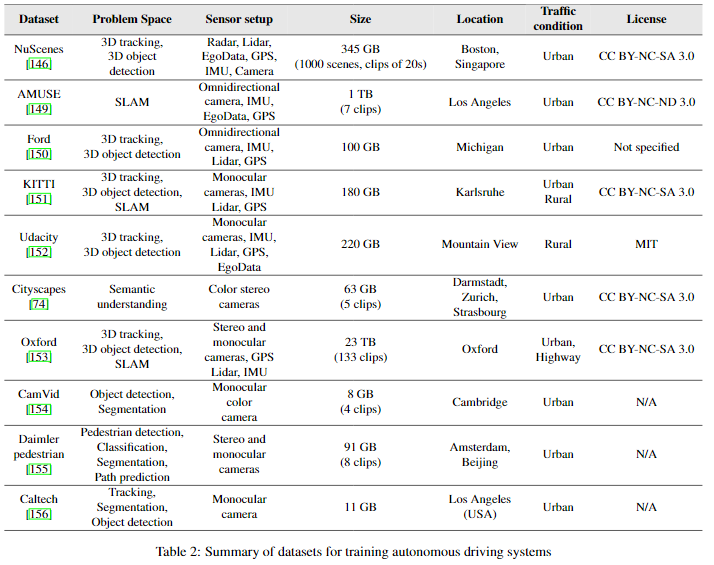 Dataset Problem Space Sensor setup Size Location Traffic condition License
NuScenes [146] 3D tracking, 3D object detection Radar, Lidar, EgoData, GPS, IMU, Camera 345 GB (1000 scenes, clips of 20s) Boston, Singapore Urban CC BY-NC-SA 3.0
AMUSE [149] SLAM Omnidirectional camera, IMU, EgoData, GPS 1 TB (7 clips) Los Angeles Urban CC BY-NC-ND 3.0
Ford [150] 3D tracking, 3D object detection Omnidirectional camera, IMU, Lidar, GPS 100 GB Michigan Urban Not specified
KITTI [151] 3D tracking, 3D object detection, SLAM Monocular cameras, IMU Lidar, GPS 180 GB Karlsruhe Urban Rural CC BY-NC-SA 3.0
Udacity [152] 3D tracking, 3D object detection Monocular cameras, IMU, Lidar, GPS, EgoData 220 GB Mountain View Rural MIT
Cityscapes [74] Semantic understanding Color stereo cameras 63 GB (5 clips) Darmstadt, Zurich, Strasbourg Urban CC BY-NC-SA 3.0
Oxford [153] 3D tracking, 3D object detection, SLAM Stereo and monocular cameras, GPS Lidar, IMU 23 TB (133 clips) Oxford Urban, Highway CC BY-NC-SA 3.0
CamVid [154] Object detection, Segmentation Monocular color camera 8 GB (4 clips) Cambridge Urban N/A
Daimler pedestrian [155] Pedestrian detection, Classification, Segmentation, Path prediction Stereo and monocular cameras 91 GB (8 clips) Amsterdam, Beijing Urban N/A
Caltech [156] Tracking, Segmentation, Object detection Monocular camera 11 GB Los Angeles (USA) Urban N/A
Table 2: Summary of datasets for training autonomous driving systems